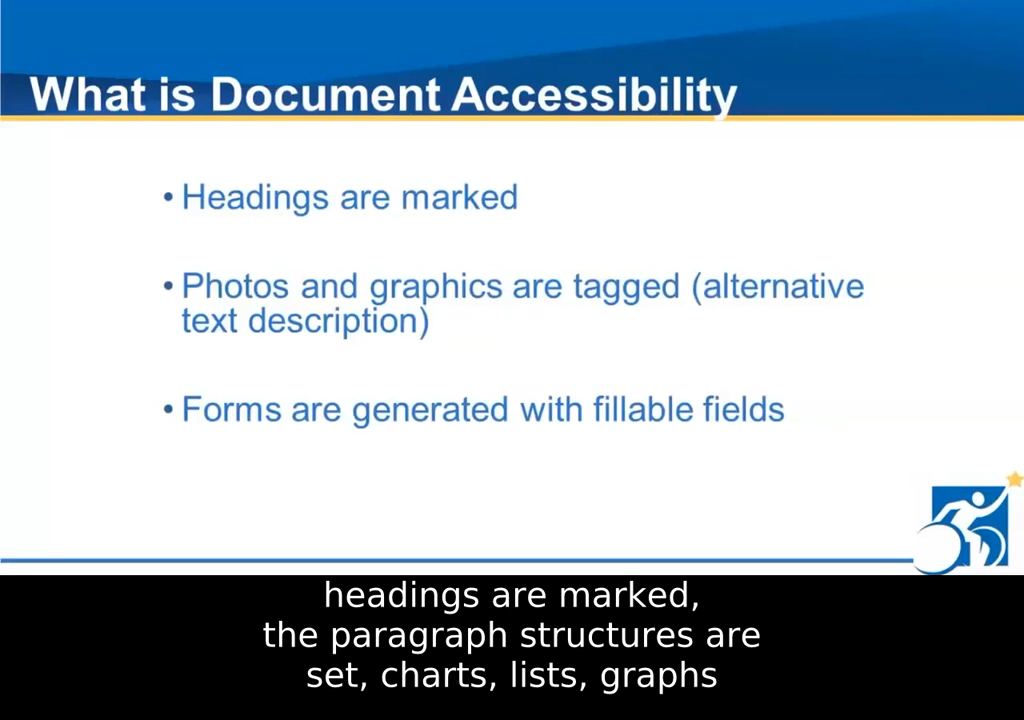 What is Document Accessibility
• Headings are marked
• Photos and graphics are tagged (alternative
text description)
• Forms are generated with fillable fields
headings are marked,
the paragraph structures are
set, charts, lists, graphs